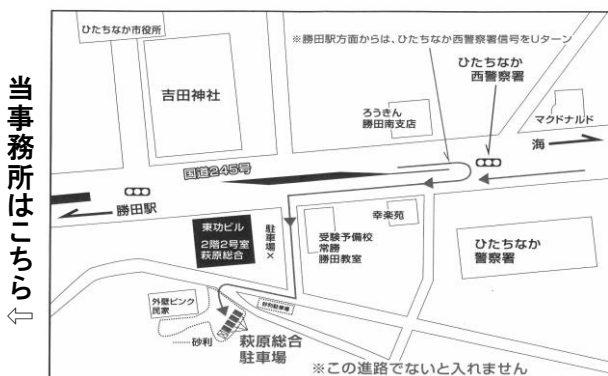 当事務所はこちら⇦
ひたちなか市役所
吉田神社
※勝田駅方面からは、ひたちなか西警察署信号をUターン
ひたちなか
西警察署
ろうきん
勝田南支店
マクドナルド
海
国道245号
勝田駅
東功ビル
2階2号室
萩原総合
駐車場×
受験予備校
常勝
勝田教室
幸楽苑
ひたちなか
警察署
外壁ピンク
民家
砂利駐車場
砂利
萩原総合
駐車場
※この進路でないと入れません